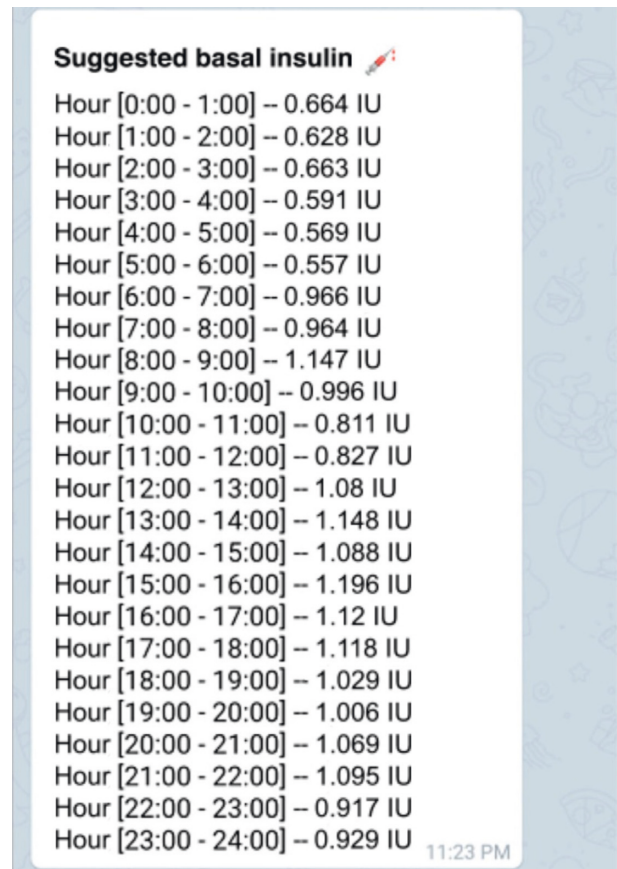 Suggested basal insulin 💉
Hour [0:00 - 1:00] -- 0.664 IU
Hour [1:00 - 2:00] -- 0.628 IU
Hour [2:00 - 3:00] -- 0.663 IU
Hour [3:00 - 4:00] -- 0.591 IU
Hour [4:00 - 5:00] -- 0.569 IU
Hour [5:00 - 6:00] -- 0.557 IU
Hour [6:00 - 7:00] -- 0.966 IU
Hour [7:00 - 8:00] -- 0.964 IU
Hour [8:00 - 9:00] -- 1.147 IU
Hour [9:00 - 10:00] -- 0.996 IU
Hour [10:00 - 11:00] -- 0.811 IU
Hour [11:00 - 12:00] -- 0.827 IU
Hour [12:00 - 13:00] -- 1.08 IU
Hour [13:00 - 14:00] -- 1.148 IU
Hour [14:00 - 15:00] -- 1.088 IU
Hour [15:00 - 16:00] -- 1.196 IU
Hour [16:00 - 17:00] -- 1.12 IU
Hour [17:00 - 18:00] -- 1.118 IU
Hour [18:00 - 19:00] -- 1.029 IU
Hour [19:00 - 20:00] -- 1.006 IU
Hour [20:00 - 21:00] -- 1.069 IU
Hour [21:00 - 22:00] -- 1.095 IU
Hour [22:00 - 23:00] -- 0.917 IU
Hour [23:00 - 24:00] -- 0.929 IU
11:23 PM